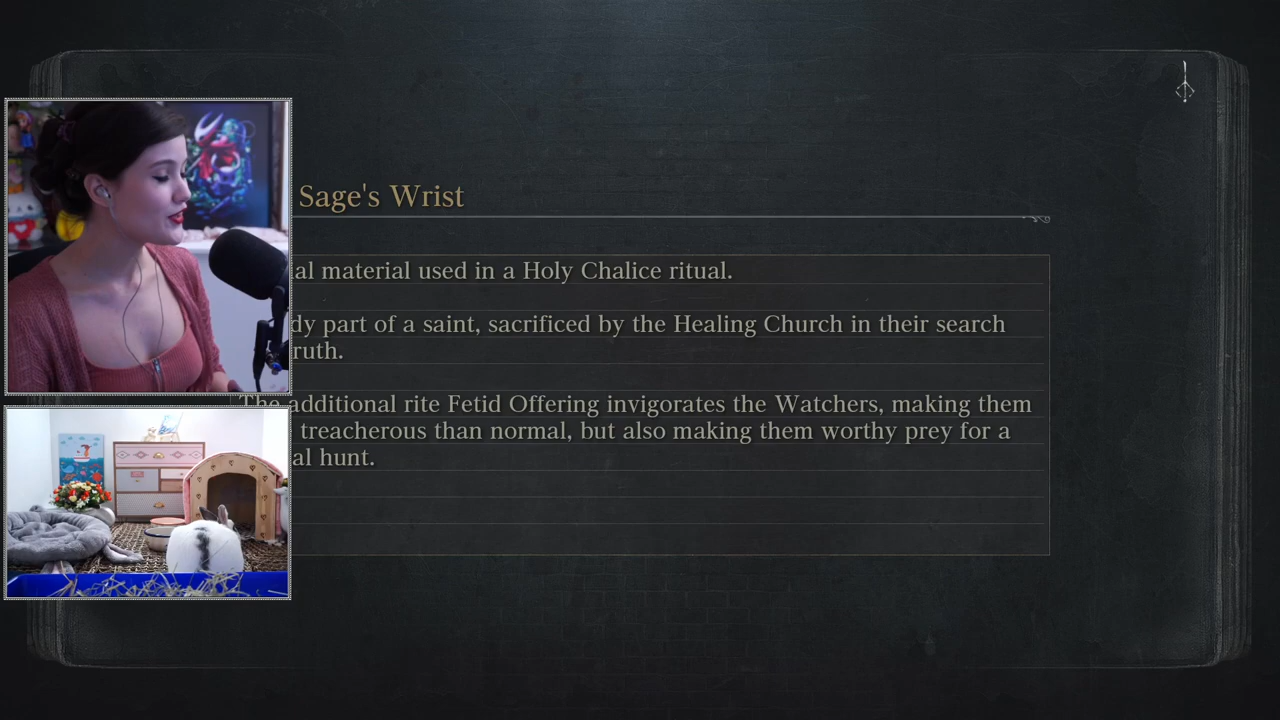 Sage's Wrist
al material used in a Holy Chalice ritual.
dy part of a saint, sacrificed by the Healing Church in their search
ruth.
The additional rite Fetid Offering invigorates the Watchers, making them
treacherous than normal, but also making them worthy prey for a
al hunt.